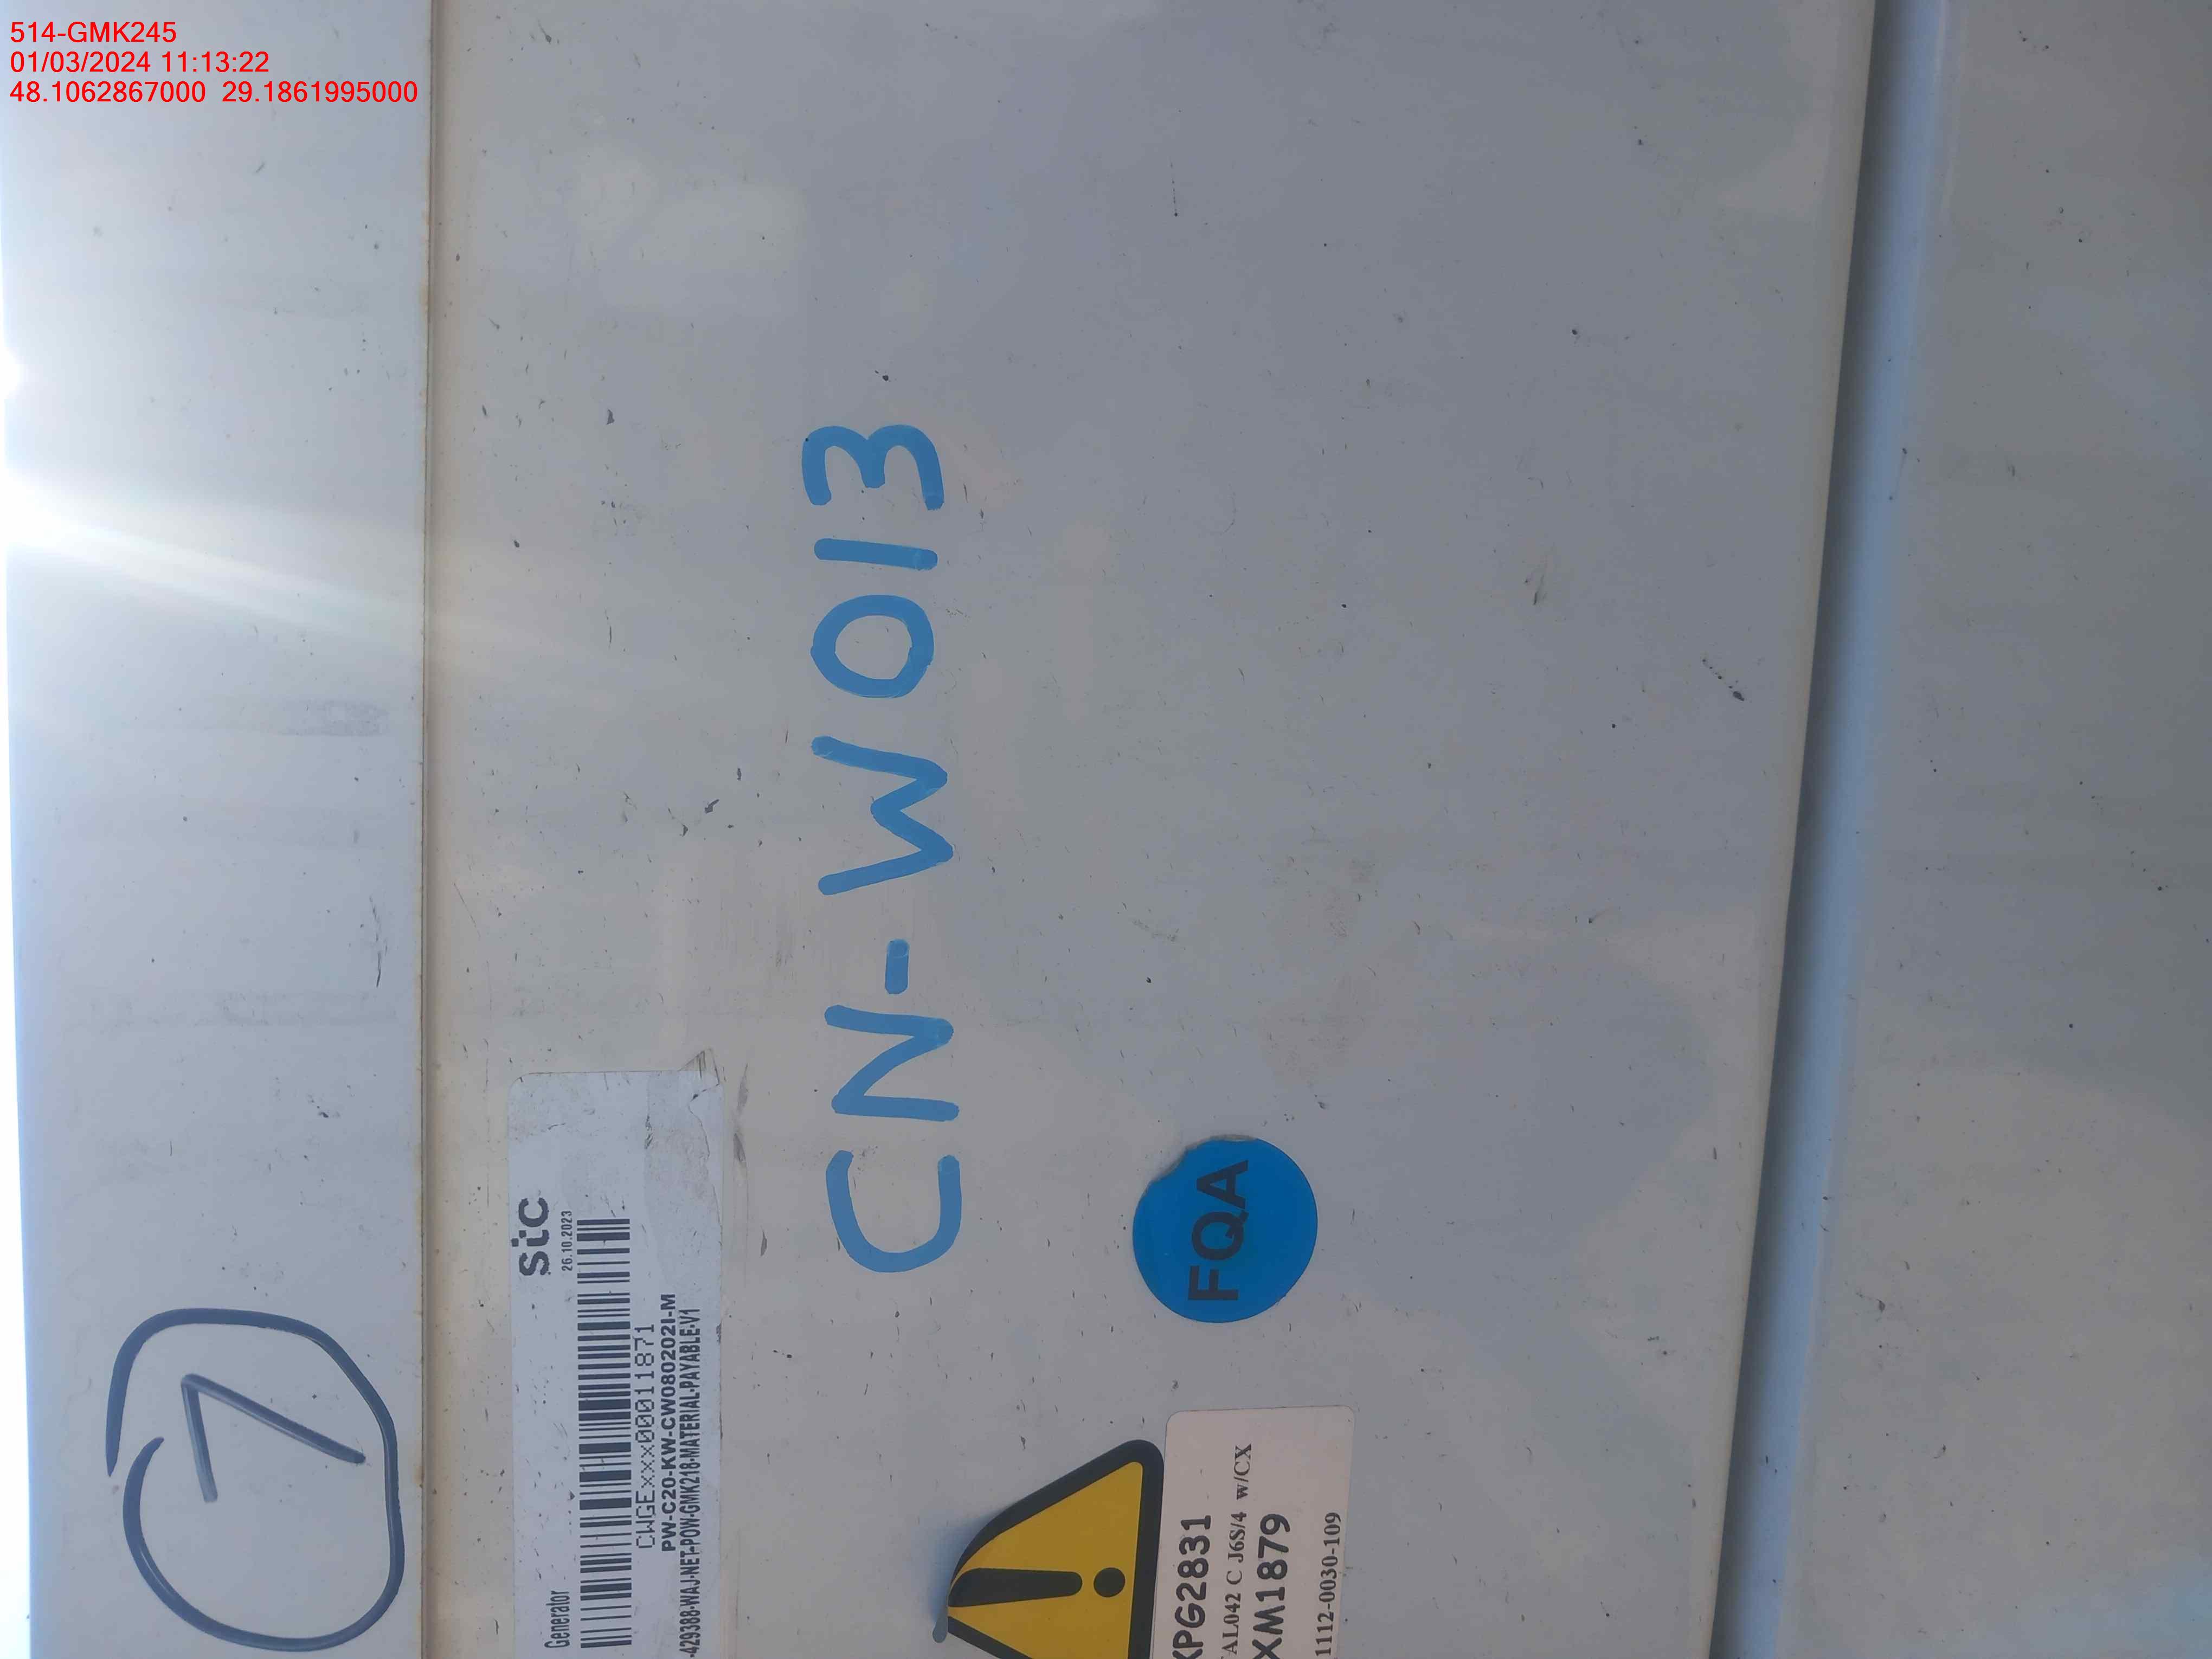 514-GMK245
01/03/2024 11:13:22
48.1062867000 29.1861995000
7
stc
26.10.2023
Generator
CWGExxxx000011871
PW-C20-KW-CW080202I-M
-429388-WAJ-NET-POW-GMK218-MATERIAL-PAYABLE-V1
CN-W013
FQA
XPG2831
TAL042 C J6S/4 w/CX
XM1879
1112-0030-109